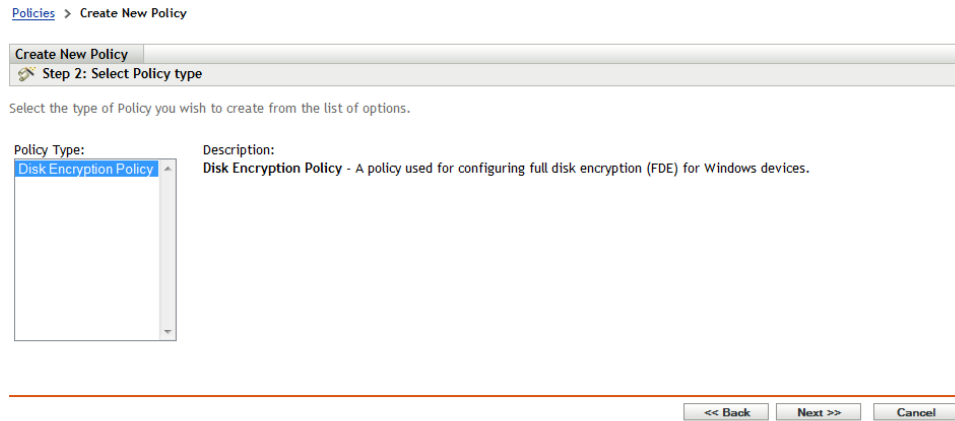 Policies > Create New Policy
Create New Policy
Step 2: Select Policy type
Select the type of Policy you wish to create from the list of options.
Policy Type:
Description:
Disk Encryption Policy
Disk Encryption Policy - A policy used for configuring full disk encryption (FDE) for Windows devices.
<< Back
Next >>
Cancel